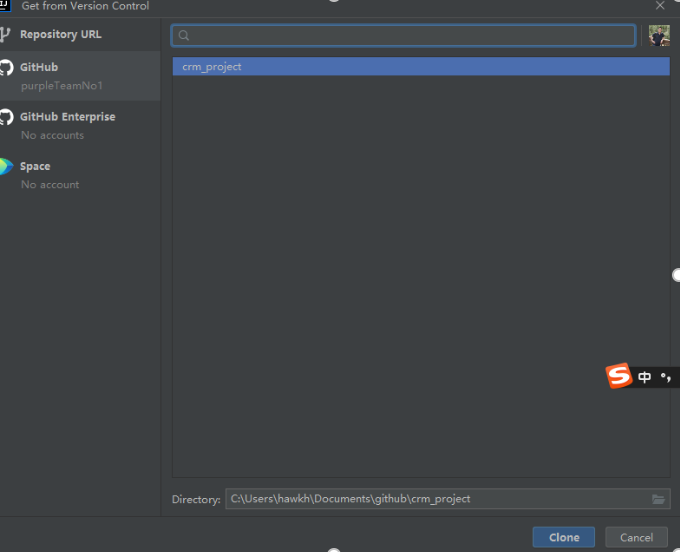 Get from Version Control
Repository URL
GitHub
purpleTeamNo1
GitHub Enterprise
No accounts
Space
No account
crm_project
中 °,
Directory: C:\Users\hawkh\Documents\github\crm_project
Clone Cancel